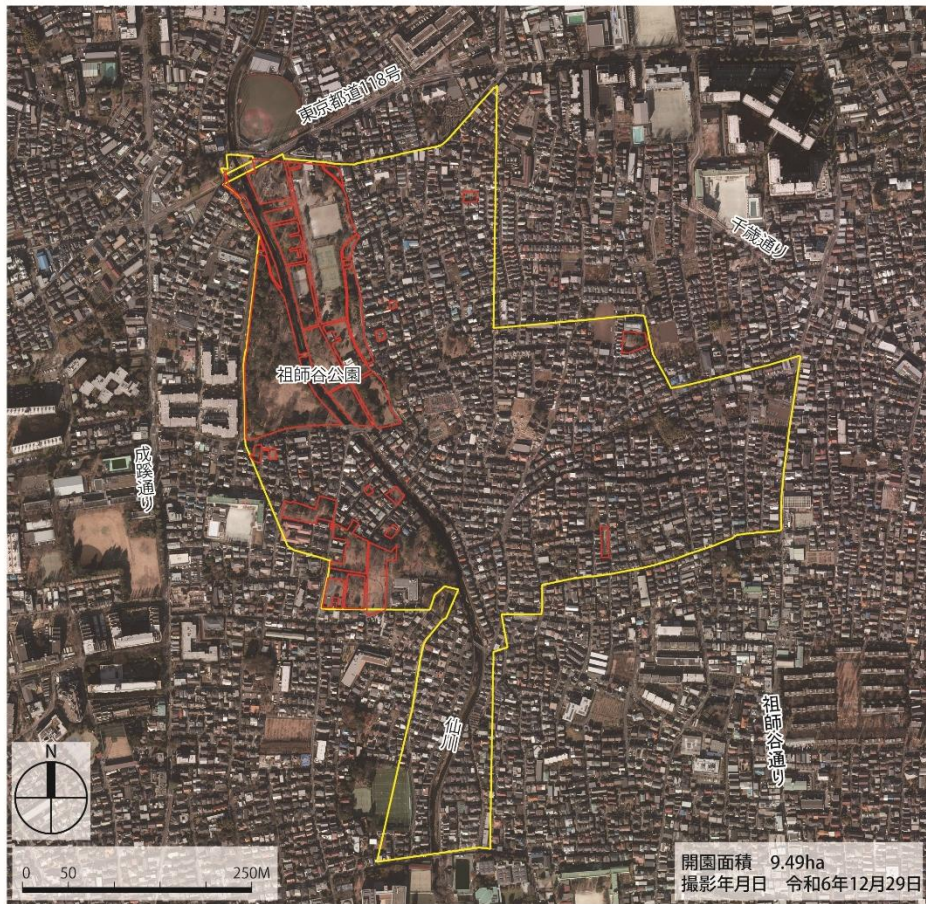 東京都道118号
千歳通り
祖師谷公園
成蹊通り
仙川
祖師谷通り
N
0 50 250M
開園面積 9.49ha
撮影年月日 令和6年12月29日